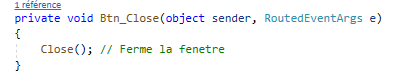 1 référence
private void Btn_Close(object sender, RoutedEventArgs e)
{
    Close(); // Ferme la fenetre
}